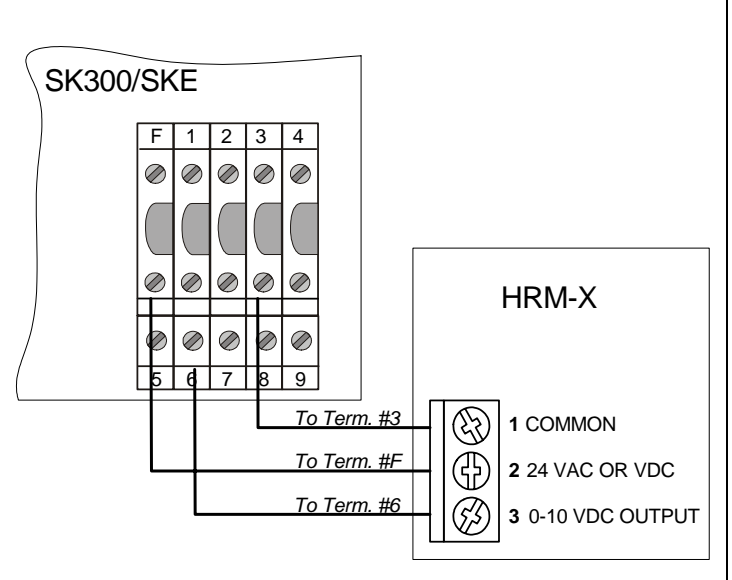 SK300/SKE
F 1 2 3 4
5 6 7 8 9
HRM-X
To Term. #3
1 COMMON
To Term. #F
2 24 VAC OR VDC
To Term. #6
3 0-10 VDC OUTPUT